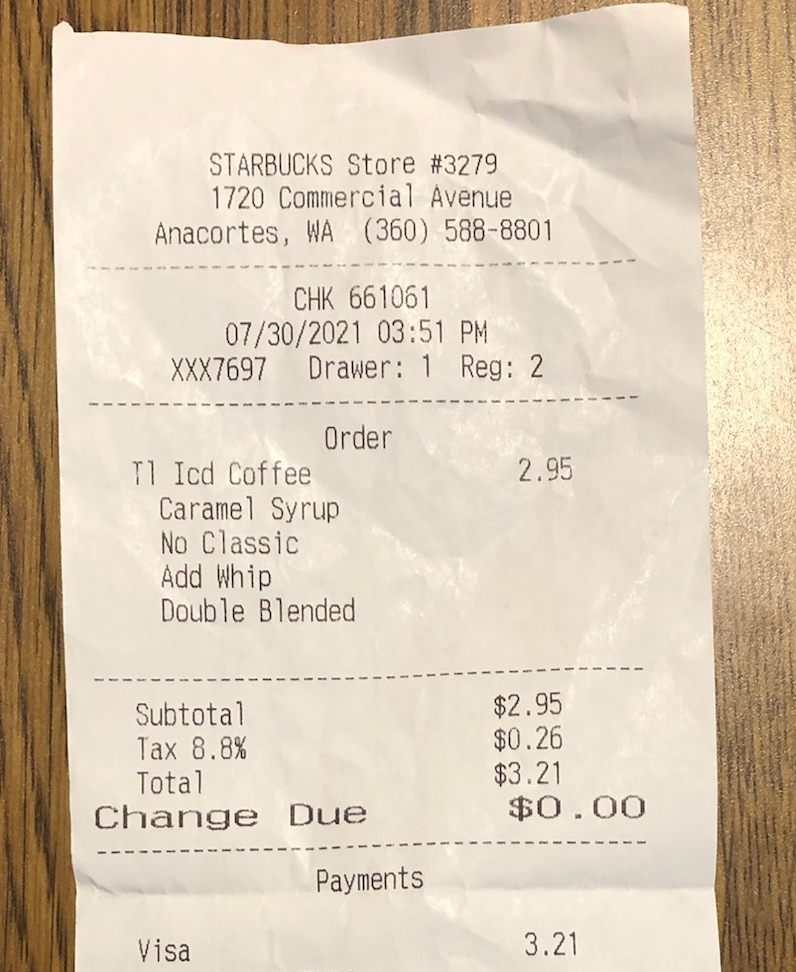 STARBUCKS Store #3279
1720 Commercial Avenue
Anacortes, WA (360) 588-8801
--------------------------------
CHK 661061
07/30/2021 03:51 PM
XXX7697 Drawer: 1 Reg: 2
--------------------------------
Order
Tl Icd Coffee 2.95
Caramel Syrup
No Classic
Add Whip
Double Blended
--------------------------------
Subtotal $2.95
Tax 8.8% $0.26
Total $3.21
Change Due $0.00
--------------------------------
Payments
Visa 3.21